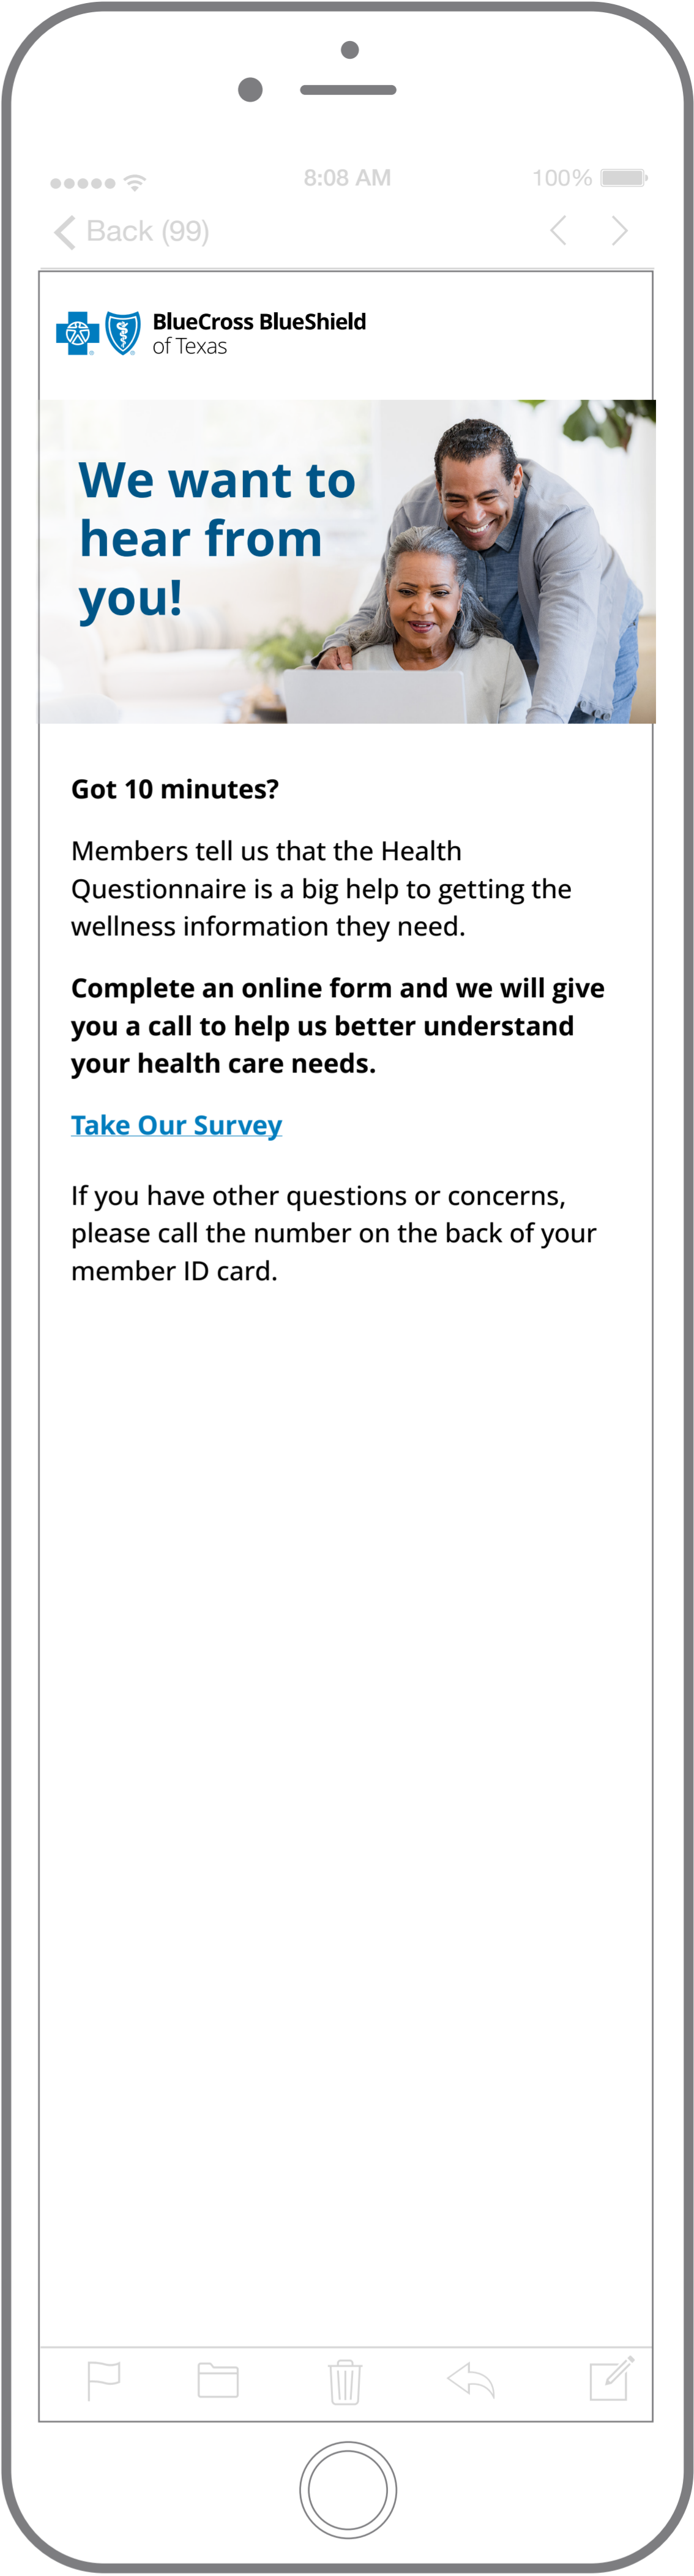 8:08 AM
100%
Back (99)
BlueCross BlueShield
of Texas
We want to
hear from
you!
Got 10 minutes?
Members tell us that the Health
Questionnaire is a big help to getting the
wellness information they need.
Complete an online form and we will give
you a call to help us better understand
your health care needs.
Take Our Survey
If you have other questions or concerns,
please call the number on the back of your
member ID card.